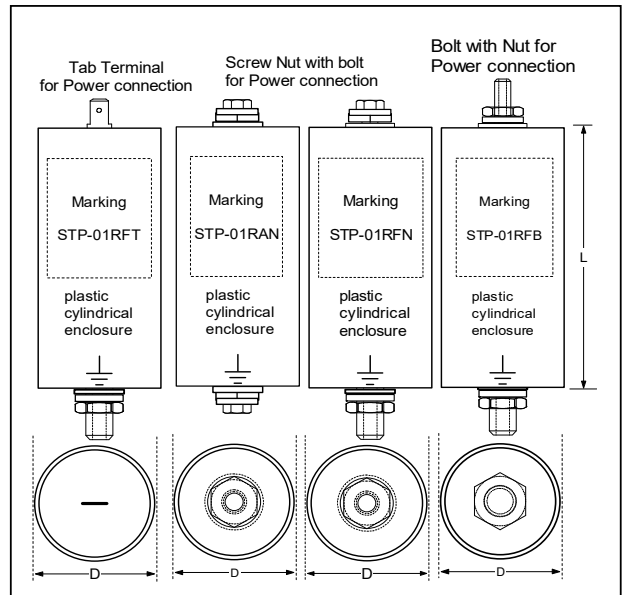 Tab Terminal
for Power connection
Screw Nut with bolt
for Power connection
Bolt with Nut for
Power connection
Marking
STP-01RFT
plastic
cylindrical
enclosure
Marking
STP-01RAN
plastic
cylindrical
enclosure
Marking
STP-01RFN
plastic
cylindrical
enclosure
Marking
STP-01RFB
plastic
cylindrical
enclosure
L
D
D
D
D